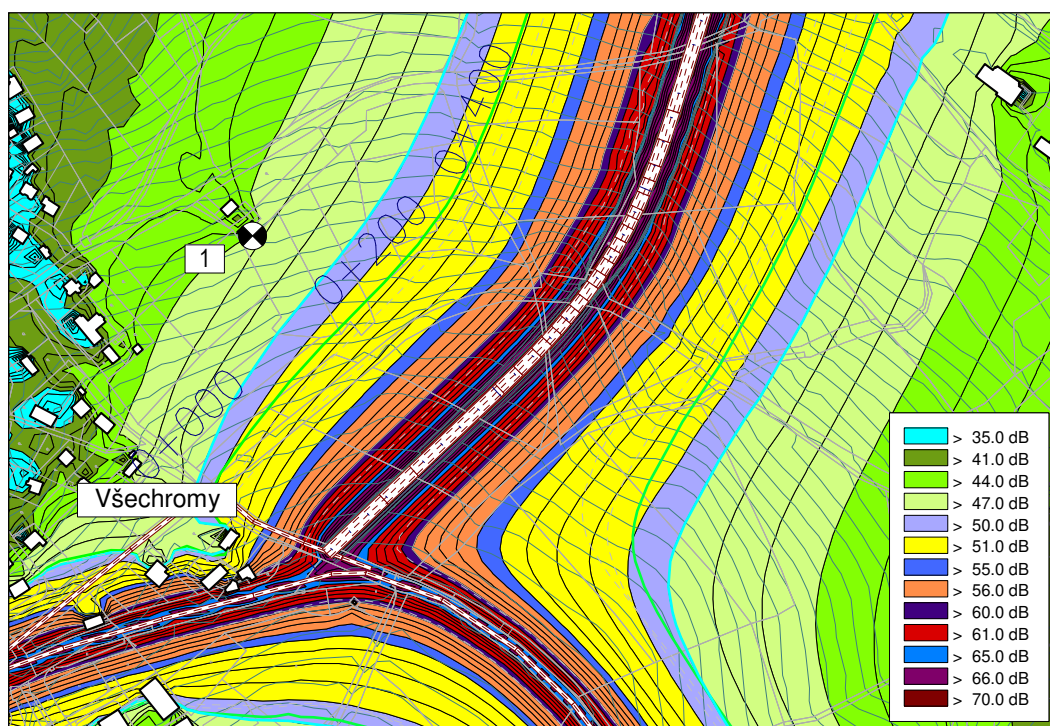 0+400
0+200
1
0+000
Všechromy
> 35.0 dB
> 41.0 dB
> 44.0 dB
> 47.0 dB
> 50.0 dB
> 51.0 dB
> 55.0 dB
> 56.0 dB
> 60.0 dB
> 61.0 dB
> 65.0 dB
> 66.0 dB
> 70.0 dB